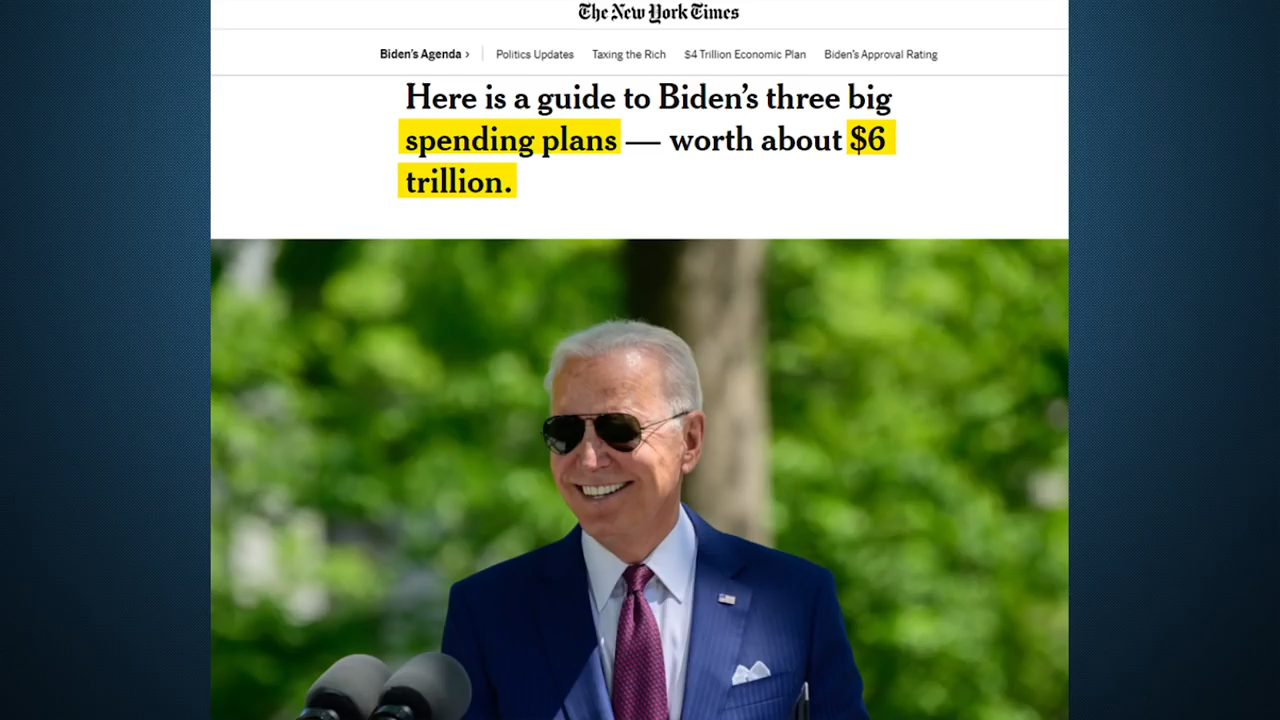 The New York Times
Biden's Agenda › Politics Updates Taxing the Rich $4 Trillion Economic Plan Biden's Approval Rating
Here is a guide to Biden’s three big
spending plans — worth about $6
trillion.